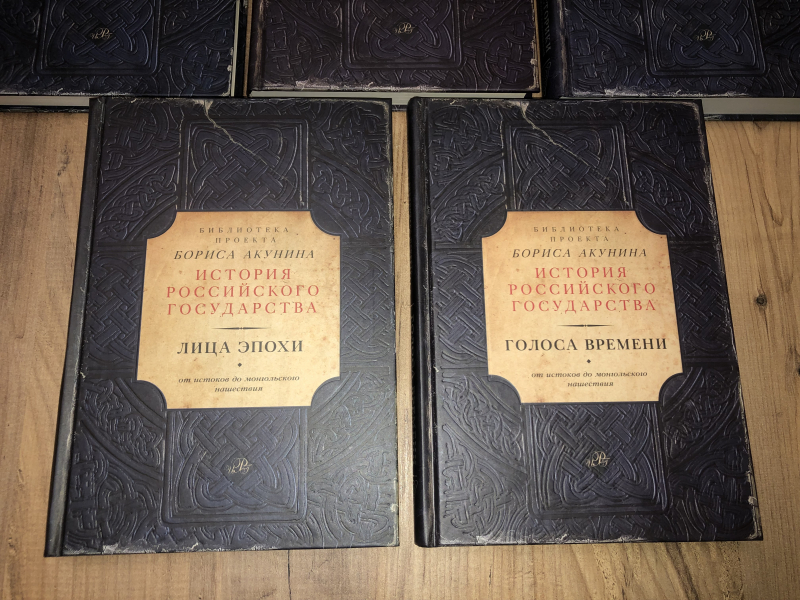 БИБЛИОТЕКА
ПРОЕКТА
БОРИСА АКУНИНА
ИСТОРИЯ
РОССИЙСКОГО
ГОСУДАРСТВА
ЛИЦА ЭПОХИ
от истоков до монгольского
нашествия
БИБЛИОТЕКА
ПРОЕКТА
БОРИСА АКУНИНА
ИСТОРИЯ
РОССИЙСКОГО
ГОСУДАРСТВА
ГОЛОСА ВРЕМЕНИ
от истоков до монгольского
нашествия